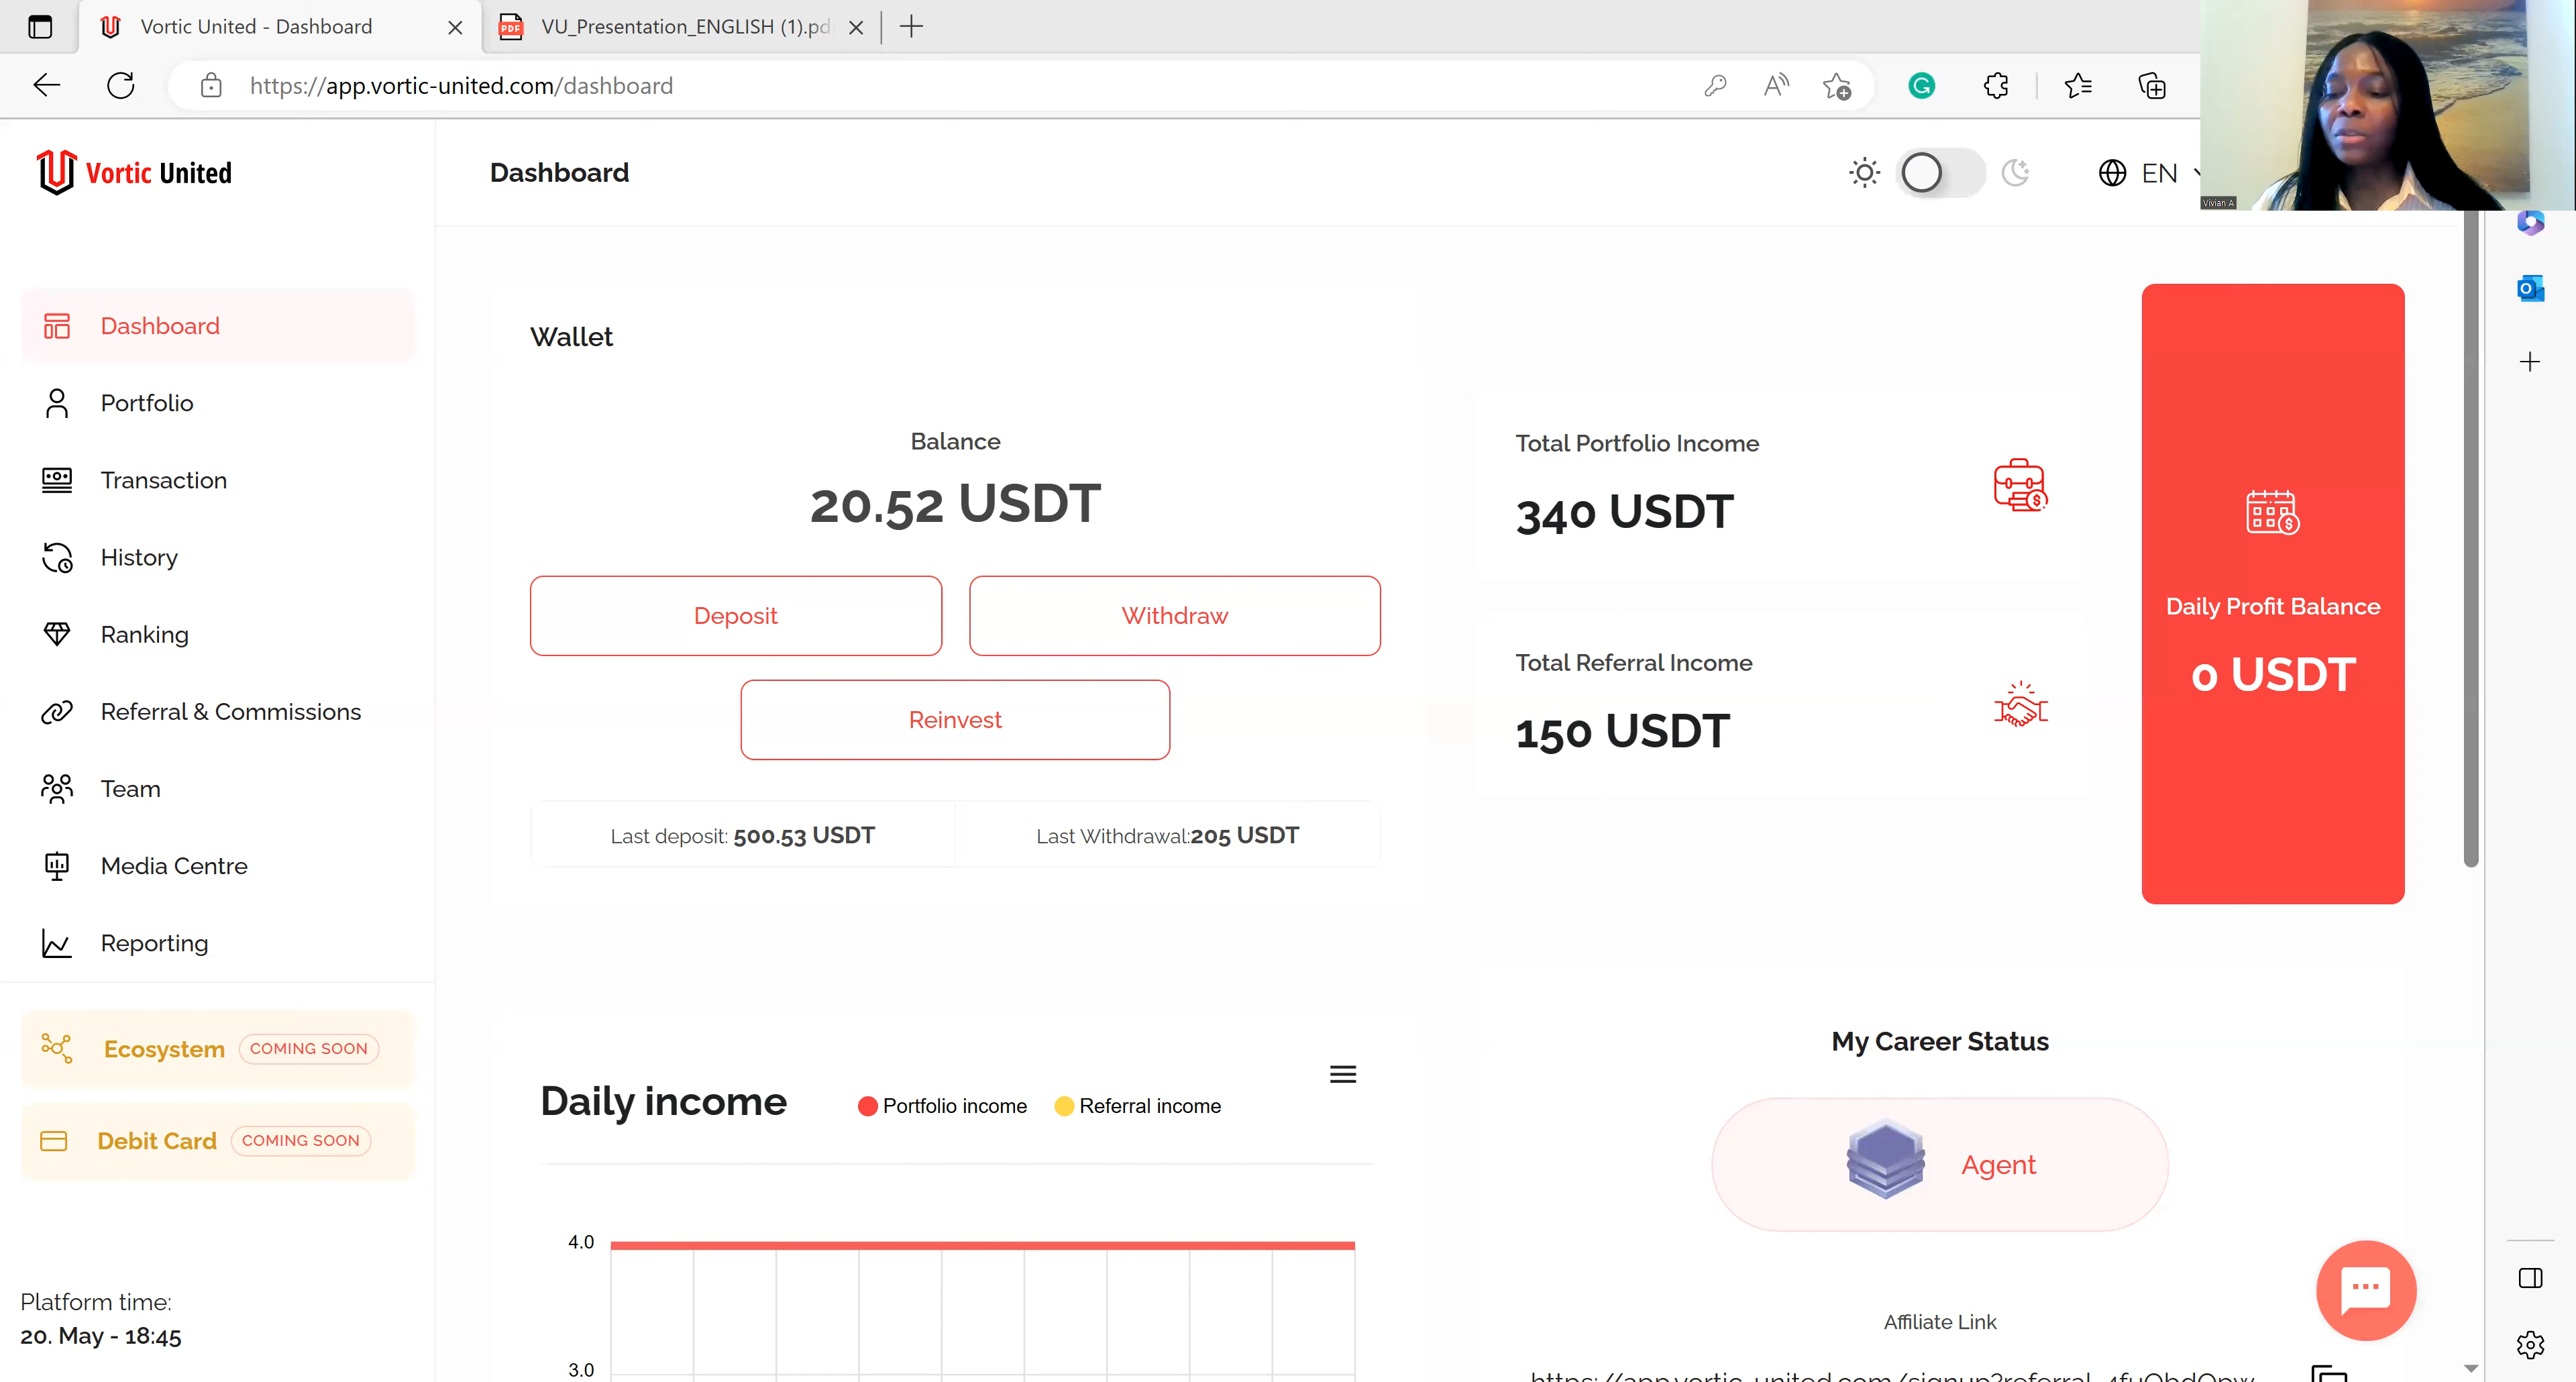 Vortic United - Dashboard
VU_Presentation_ENGLISH (1).pd
https://app.vortic-united.com/dashboard
Vivian A
Vortic United
Dashboard
EN
Dashboard
Portfolio
Transaction
History
Ranking
Referral & Commissions
Team
Media Centre
Reporting
Ecosystem COMING SOON
Debit Card COMING SOON
Platform time:
20. May - 18:45
Wallet
Balance
20.52 USDT
Deposit
Withdraw
Reinvest
Last deposit: 500.53 USDT
Last Withdrawal:205 USDT
Total Portfolio Income
340 USDT
Total Referral Income
150 USDT
Daily Profit Balance
0 USDT
Daily income
Portfolio income
Referral income
4.0
3.0
My Career Status
Agent
Affiliate Link